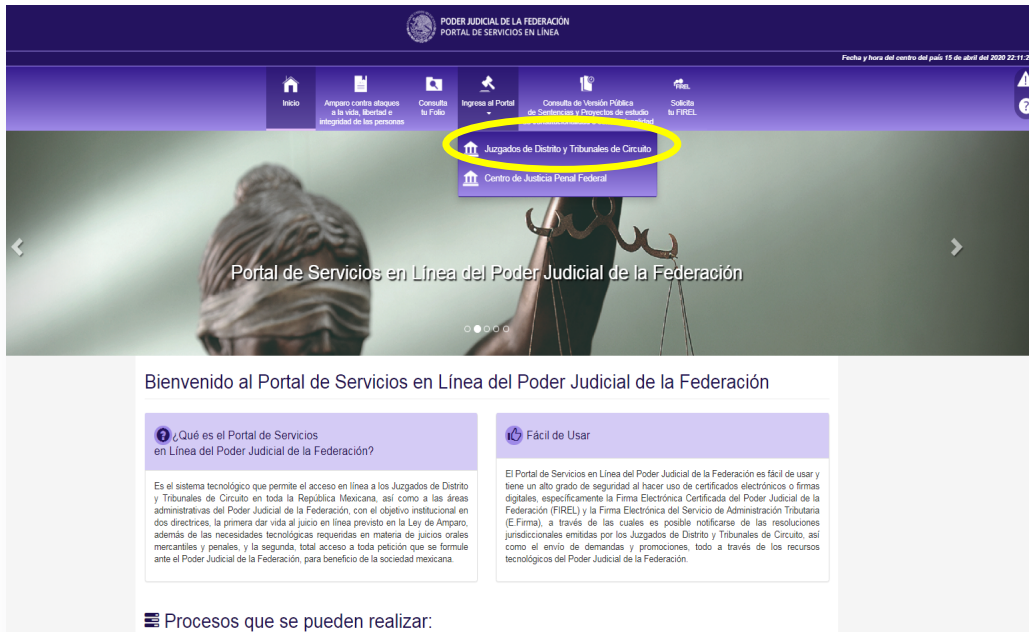 PODER JUDICIAL DE LA FEDERACIÓN
PORTAL DE SERVICIOS EN LÍNEA
Fecha y hora del centro del país 15 de abril del 2020 22:11:2
Inicio
Amparo contra ataques
a la vida, libertad e
integridad de las personas
Consulta
tu Folio
Ingresa al Portal
Consulta de Versión Pública
de Sentencias y Proyectos de estudio
FIREL
Solicita
tu FIREL
Juzgados de Distrito y Tribunales de Circuito
Centro de Justicia Penal Federal
Portal de Servicios en Línea del Poder Judicial de la Federación
Bienvenido al Portal de Servicios en Línea del Poder Judicial de la Federación
¿Qué es el Portal de Servicios
en Línea del Poder Judicial de la Federación?
Es el sistema tecnológico que permite el acceso en línea a los Juzgados de Distrito
y Tribunales de Circuito en toda la República Mexicana, así como a las áreas
administrativas del Poder Judicial de la Federación, con el objetivo institucional en
dos directrices, la primera dar vida al juicio en línea previsto en la Ley de Amparo,
además de las necesidades tecnológicas requeridas en materia de juicios orales
mercantiles y penales, y la segunda, total acceso a toda petición que se formule
ante el Poder Judicial de la Federación, para beneficio de la sociedad mexicana.
Fácil de Usar
El Portal de Servicios en Línea del Poder Judicial de la Federación es fácil de usar y
tiene un alto grado de seguridad al hacer uso de certificados electrónicos o firmas
digitales, específicamente la Firma Electrónica Certificada del Poder Judicial de la
Federación (FIREL) y la Firma Electrónica del Servicio de Administración Tributaria
(E.Firma), a través de las cuales es posible notificarse de las resoluciones
jurisdiccionales emitidas por los Juzgados de Distrito y Tribunales de Circuito, así
como el envío de demandas y promociones, todo a través de los recursos
tecnológicos del Poder Judicial de la Federación.
Procesos que se pueden realizar: